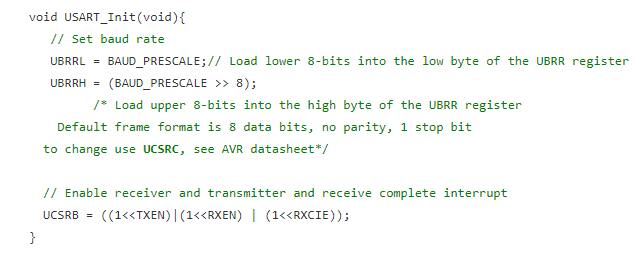 void USART_Init(void){
// Set baud rate
UBRRL = BAUD_PRESCALE;// Load lower 8-bits into the low byte of the UBRR register
UBRRH = (BAUD_PRESCALE >> 8);
/* Load upper 8-bits into the high byte of the UBRR register
Default frame format is 8 data bits, no parity, 1 stop bit
to change use UCSRC, see AVR datasheet*/
// Enable receiver and transmitter and receive complete interrupt
UCSRB = ((1<<TXEN)|(1<<RXEN) | (1<<RXCIE));
}